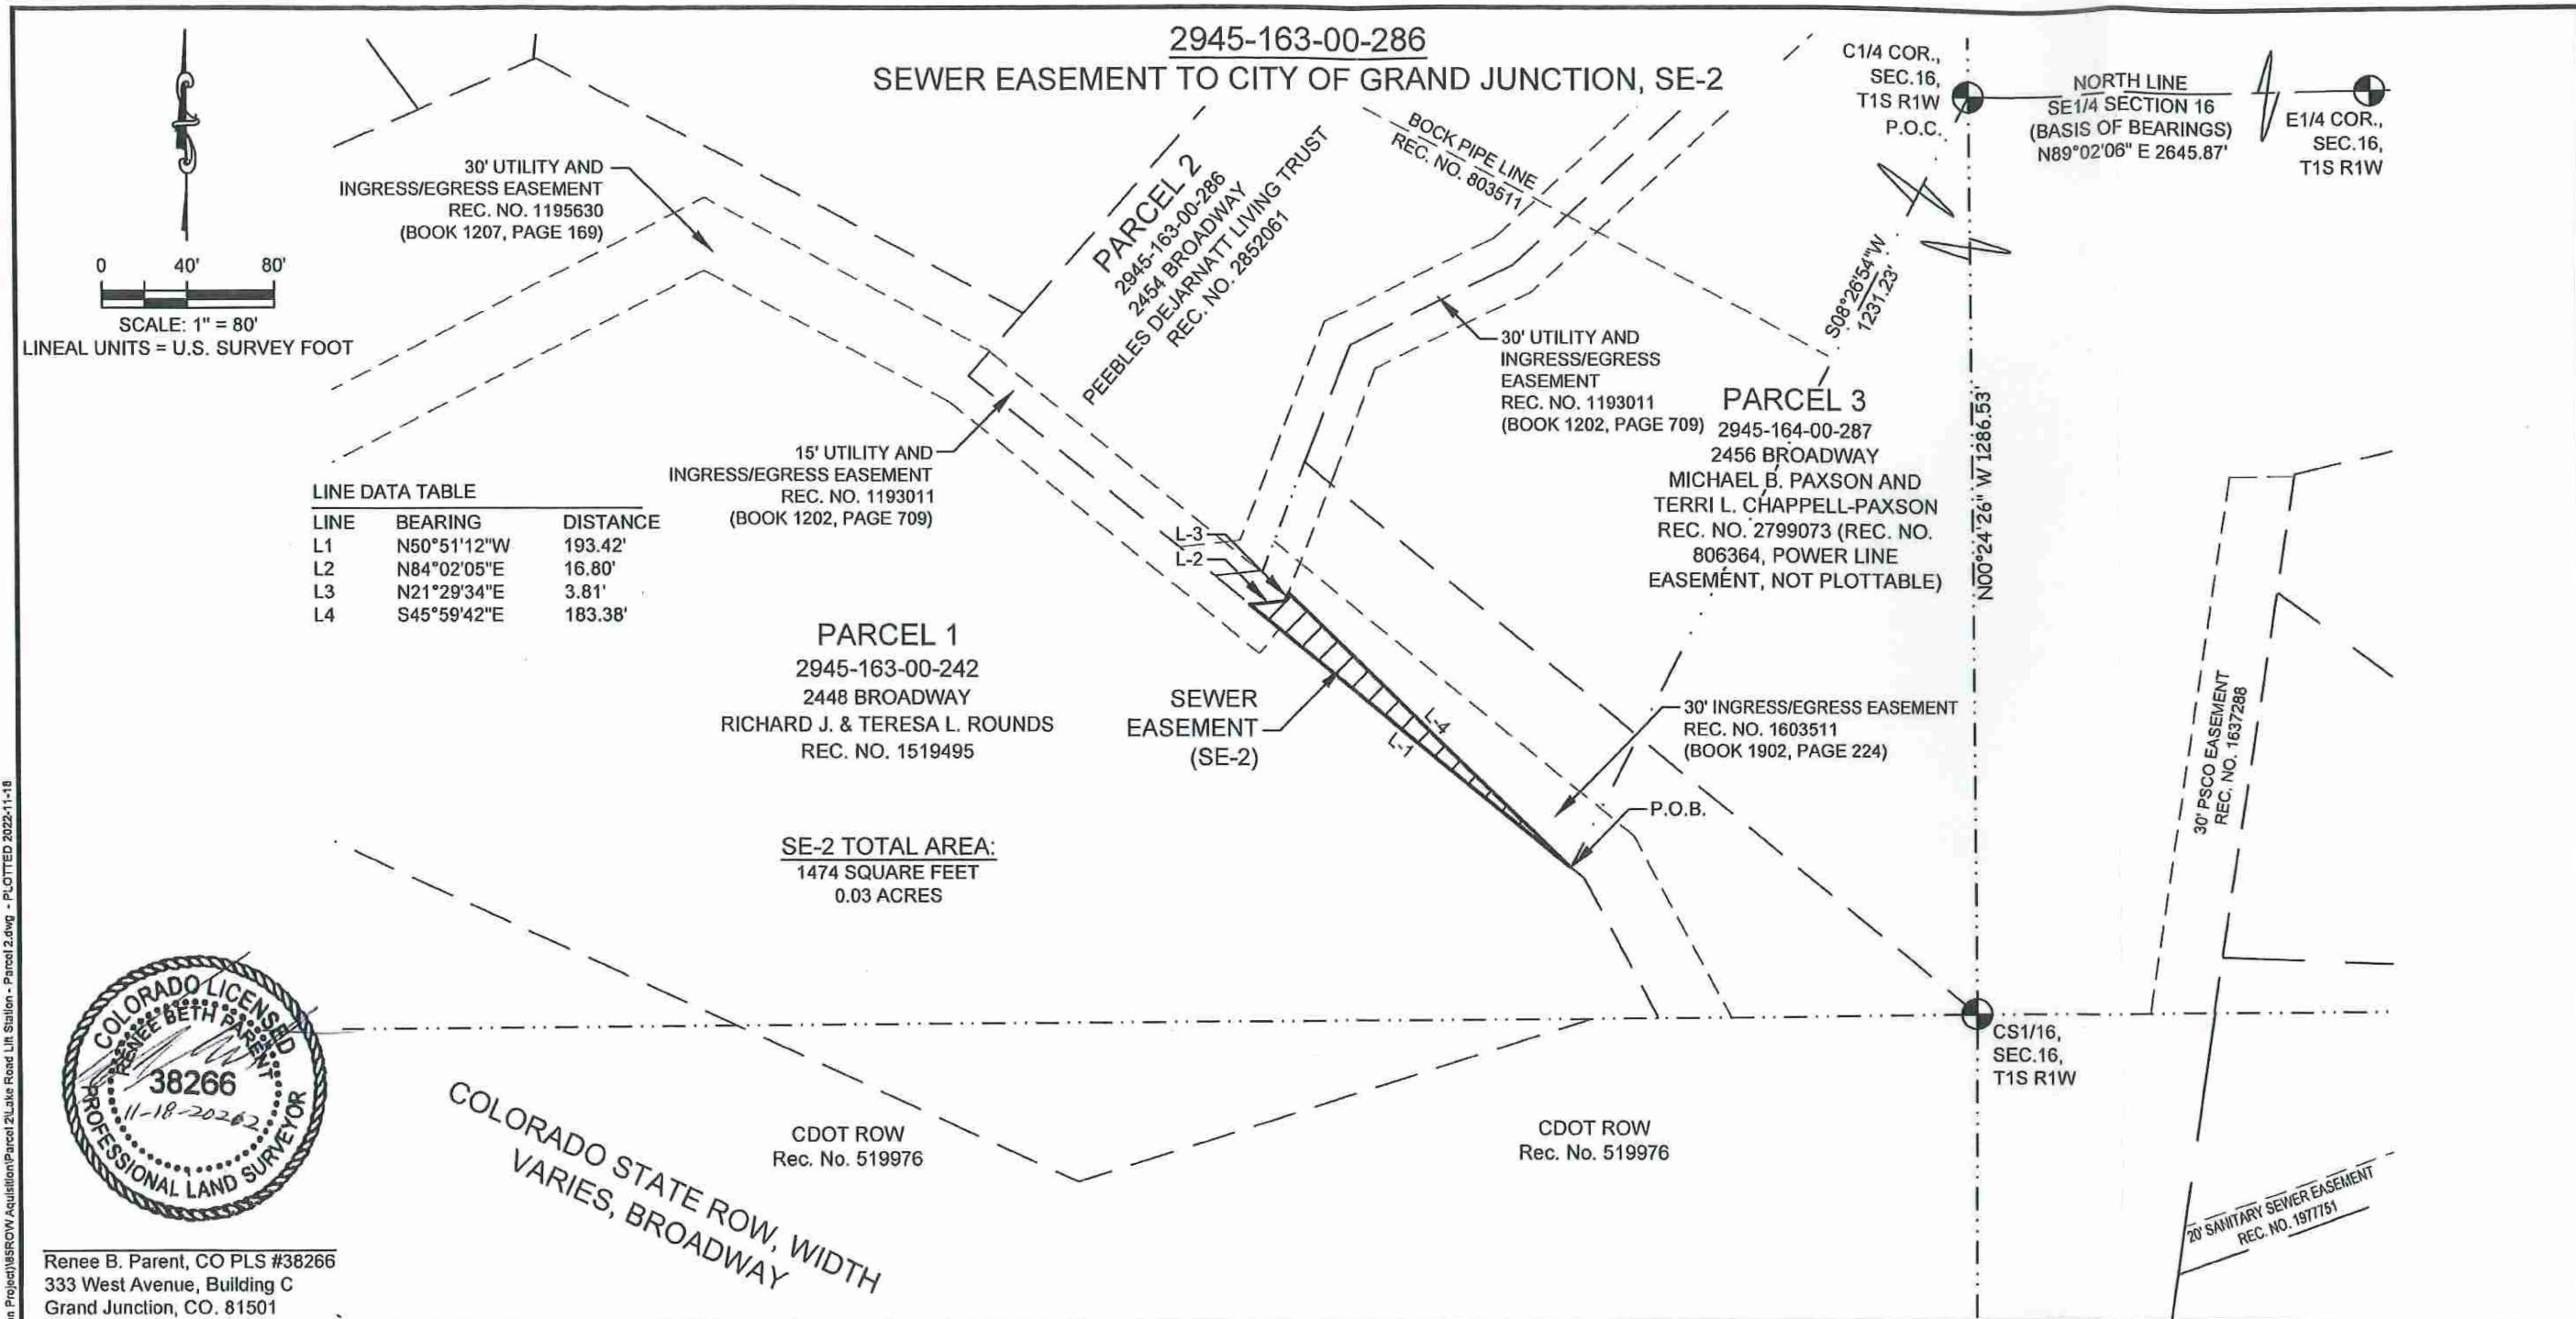 2945-163-00-286
SEWER EASEMENT TO CITY OF GRAND JUNCTION, SE-2
C1/4 COR.,
SEC.16,
T1S R1W
P.O.C.
NORTH LINE
SE1/4 SECTION 16
(BASIS OF BEARINGS)
N89°02'06" E 2645.87'
E1/4 COR.,
SEC.16,
T1S R1W
0 40' 80'
SCALE: 1" = 80'
LINEAL UNITS = U.S. SURVEY FOOT
30' UTILITY AND
INGRESS/EGRESS EASEMENT
REC. NO. 1195630
(BOOK 1207, PAGE 169)
PARCEL 2
2945-163-00-286
2454 BROADWAY
PEEBLES DEJARNATT LIVING TRUST
REC. NO. 2852061
BOCK PIPE LINE
REC. NO. 803511
S08°26'54"W
1231.23'
N00°24'26" W 1286.53'
30' UTILITY AND
INGRESS/EGRESS
EASEMENT
REC. NO. 1193011
(BOOK 1202, PAGE 709)
PARCEL 3
2945-164-00-287
2456 BROADWAY
MICHAEL B. PAXSON AND
TERRI L. CHAPPELL-PAXSON
REC. NO. 2799073 (REC. NO.
806364, POWER LINE
EASEMENT, NOT PLOTTABLE)
15' UTILITY AND
INGRESS/EGRESS EASEMENT
REC. NO. 1193011
(BOOK 1202, PAGE 709)
LINE DATA TABLE
LINE BEARING DISTANCE
L1 N50°51'12"W 193.42'
L2 N84°02'05"E 16.80'
L3 N21°29'34"E 3.81'
L4 S45°59'42"E 183.38'
L-3
L-2
L-4
L-1
PARCEL 1
2945-163-00-242
2448 BROADWAY
RICHARD J. & TERESA L. ROUNDS
REC. NO. 1519495
SEWER
EASEMENT
(SE-2)
30' INGRESS/EGRESS EASEMENT
REC. NO. 1603511
(BOOK 1902, PAGE 224)
P.O.B.
30' PSCO EASEMENT
REC. NO. 1637288
SE-2 TOTAL AREA:
1474 SQUARE FEET
0.03 ACRES
CS1/16,
SEC.16,
T1S R1W
COLORADO LICENSED
RENEE BETH PARENT
38266
PROFESSIONAL LAND SURVEYOR
COLORADO STATE ROW, WIDTH
VARIES, BROADWAY
CDOT ROW
Rec. No. 519976
CDOT ROW
Rec. No. 519976
20' SANITARY SEWER EASEMENT
REC. NO. 1977751
Renee B. Parent, CO PLS #38266
333 West Avenue, Building C
Grand Junction, CO. 81501
n Project)\85ROW Aquisition\Parcel 2\Lake Road Lift Station - Parcel 2.dwg - PLOTTED 2022-11-18